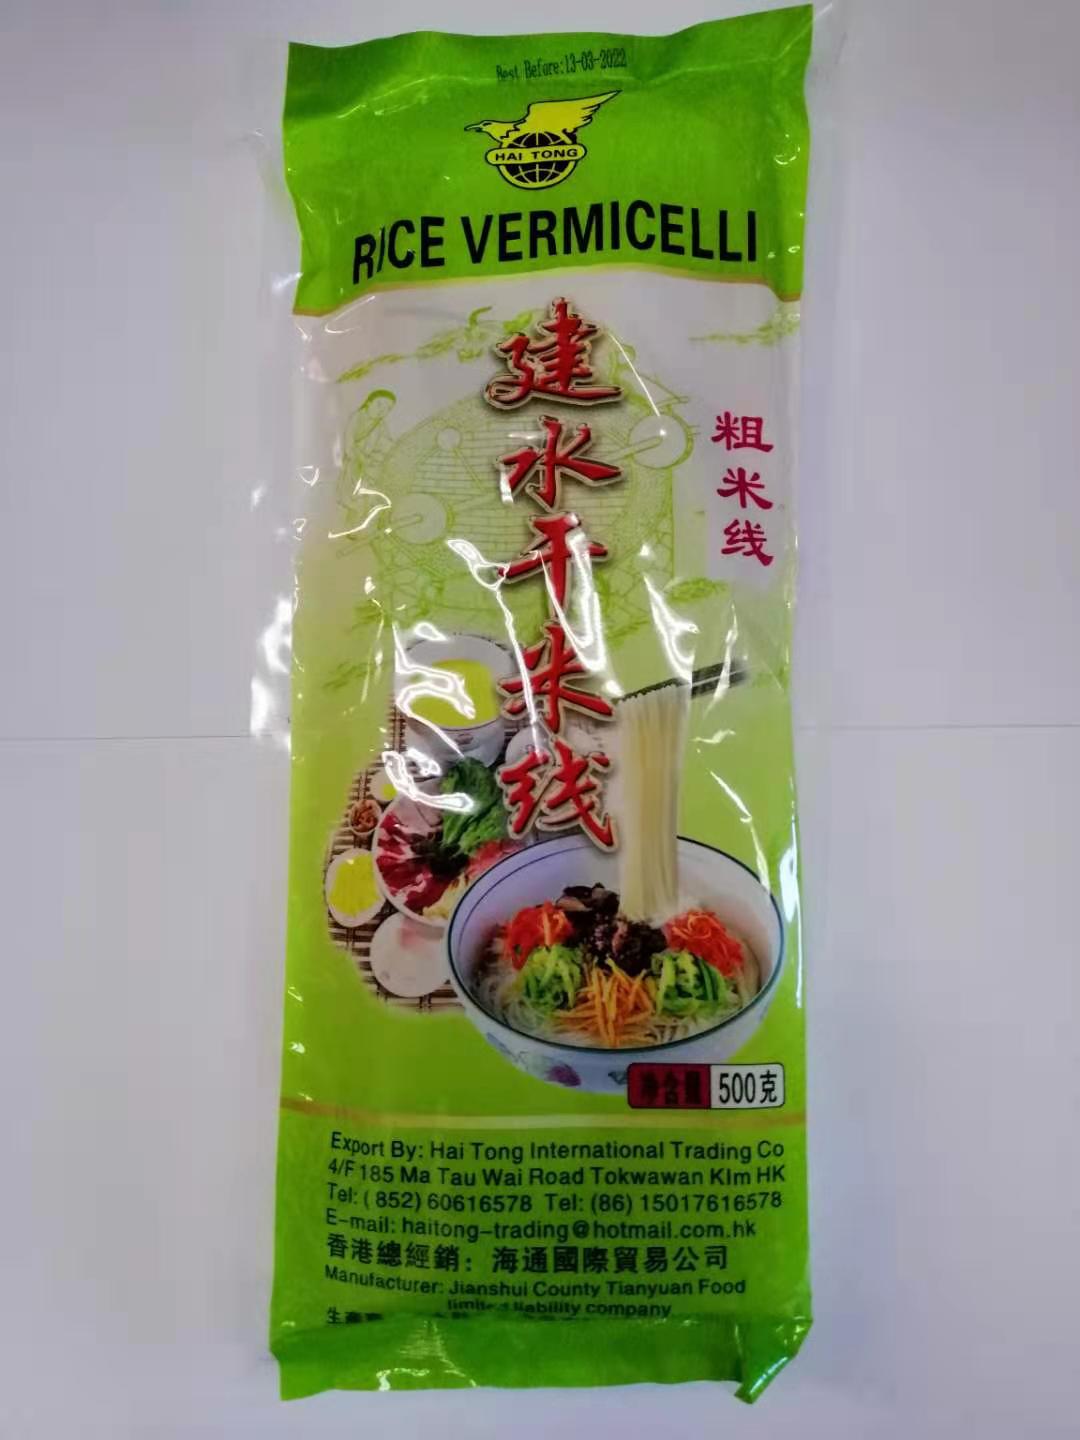 Best Before:13-03-2022
HAI TONG
RICE VERMICELLI
建水干米线
粗米线
净含量 500克
Export By: Hai Tong International Trading Co
4/F 185 Ma Tau Wai Road Tokwawan Klm HK
Tel: (852) 60616578 Tel: (86) 15017616578
E-mail: haitong-trading@hotmail.com.hk
香港總經銷：海通國際貿易公司
Manufacturer: Jianshui County Tianyuan Food
limited liability company
生產